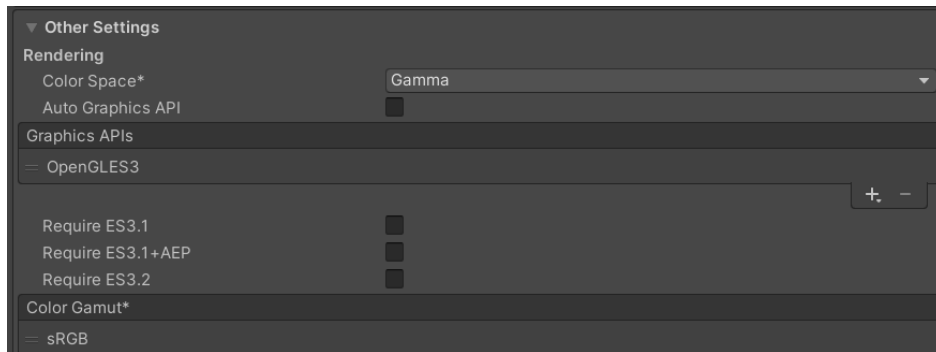 Other Settings
Rendering
Color Space* Gamma
Auto Graphics API
Graphics APIs
OpenGLES3
+ −
Require ES3.1
Require ES3.1+AEP
Require ES3.2
Color Gamut*
sRGB